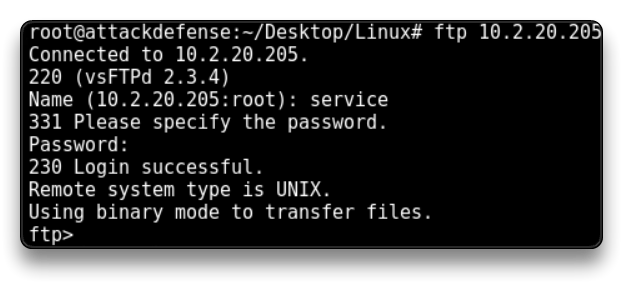 root@attackdefense:~/Desktop/Linux# ftp 10.2.20.205
Connected to 10.2.20.205.
220 (vsFTPd 2.3.4)
Name (10.2.20.205:root): service
331 Please specify the password.
Password:
230 Login successful.
Remote system type is UNIX.
Using binary mode to transfer files.
ftp>